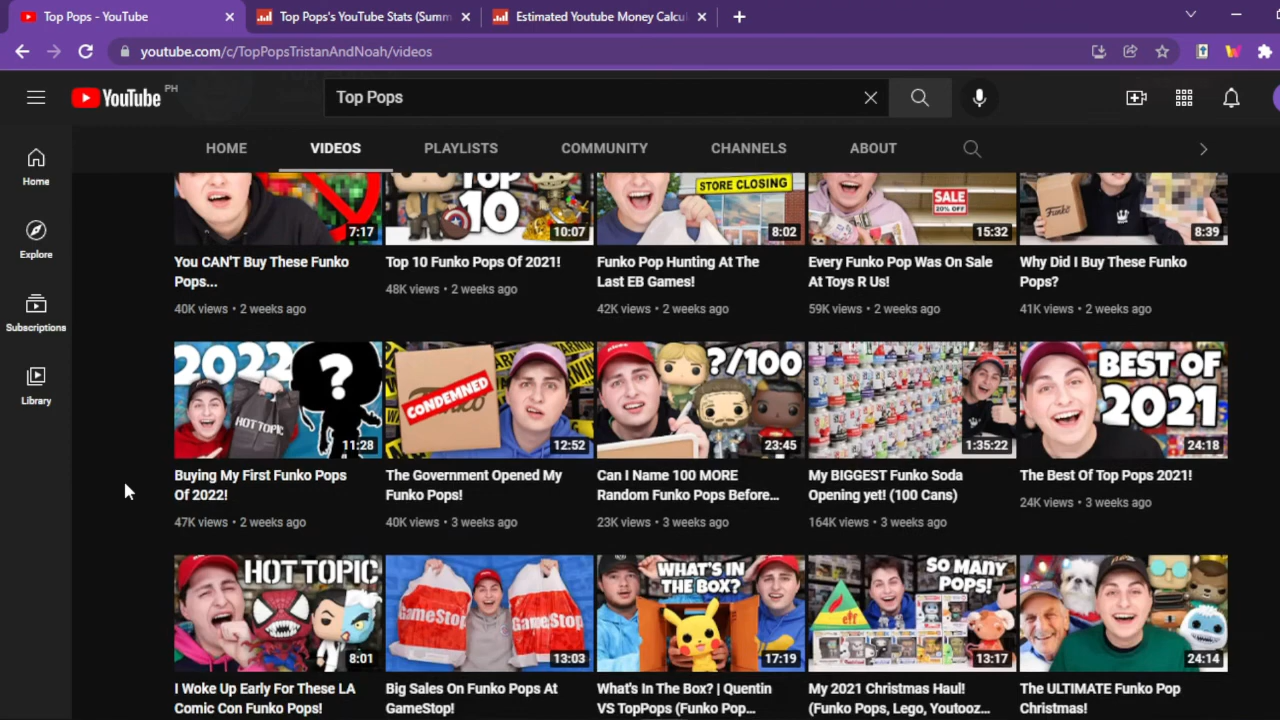 Top Pops - YouTube
Top Pops's YouTube Stats (Summ
Estimated Youtube Money Calcu
youtube.com/c/TopPopsTristanAndNoah/videos
YouTube PH
Top Pops
HOME VIDEOS PLAYLISTS COMMUNITY CHANNELS ABOUT
Home
Explore
Subscriptions
Library
7:17
TOP
10
10:07
STORE CLOSING
8:02
SALE
20% OFF
15:32
Funko
8:39
You CAN'T Buy These Funko
Pops...
40K views • 2 weeks ago
Top 10 Funko Pops Of 2021!
48K views • 2 weeks ago
Funko Pop Hunting At The
Last EB Games!
42K views • 2 weeks ago
Every Funko Pop Was On Sale
At Toys R Us!
59K views • 2 weeks ago
Why Did I Buy These Funko
Pops?
41K views • 2 weeks ago
2022
?
HOT TOPIC
11:28
CONDEMNED
12:52
?/100
23:45
1:35:22
BEST OF
2021
24:18
Buying My First Funko Pops
Of 2022!
47K views • 2 weeks ago
The Government Opened My
Funko Pops!
40K views • 3 weeks ago
Can I Name 100 MORE
Random Funko Pops Before...
23K views • 3 weeks ago
My BIGGEST Funko Soda
Opening yet! (100 Cans)
164K views • 3 weeks ago
The Best Of Top Pops 2021!
24K views • 3 weeks ago
HOT TOPIC
8:01
GameStop
GameStop
13:03
WHAT'S IN
THE BOX?
17:19
SO MANY
POPS!
elf
13:17
24:14
I Woke Up Early For These LA
Comic Con Funko Pops!
Big Sales On Funko Pops At
GameStop!
What's In The Box? | Quentin
VS TopPops (Funko Pop...
My 2021 Christmas Haul!
(Funko Pops, Lego, Youtooz...
The ULTIMATE Funko Pop
Christmas!